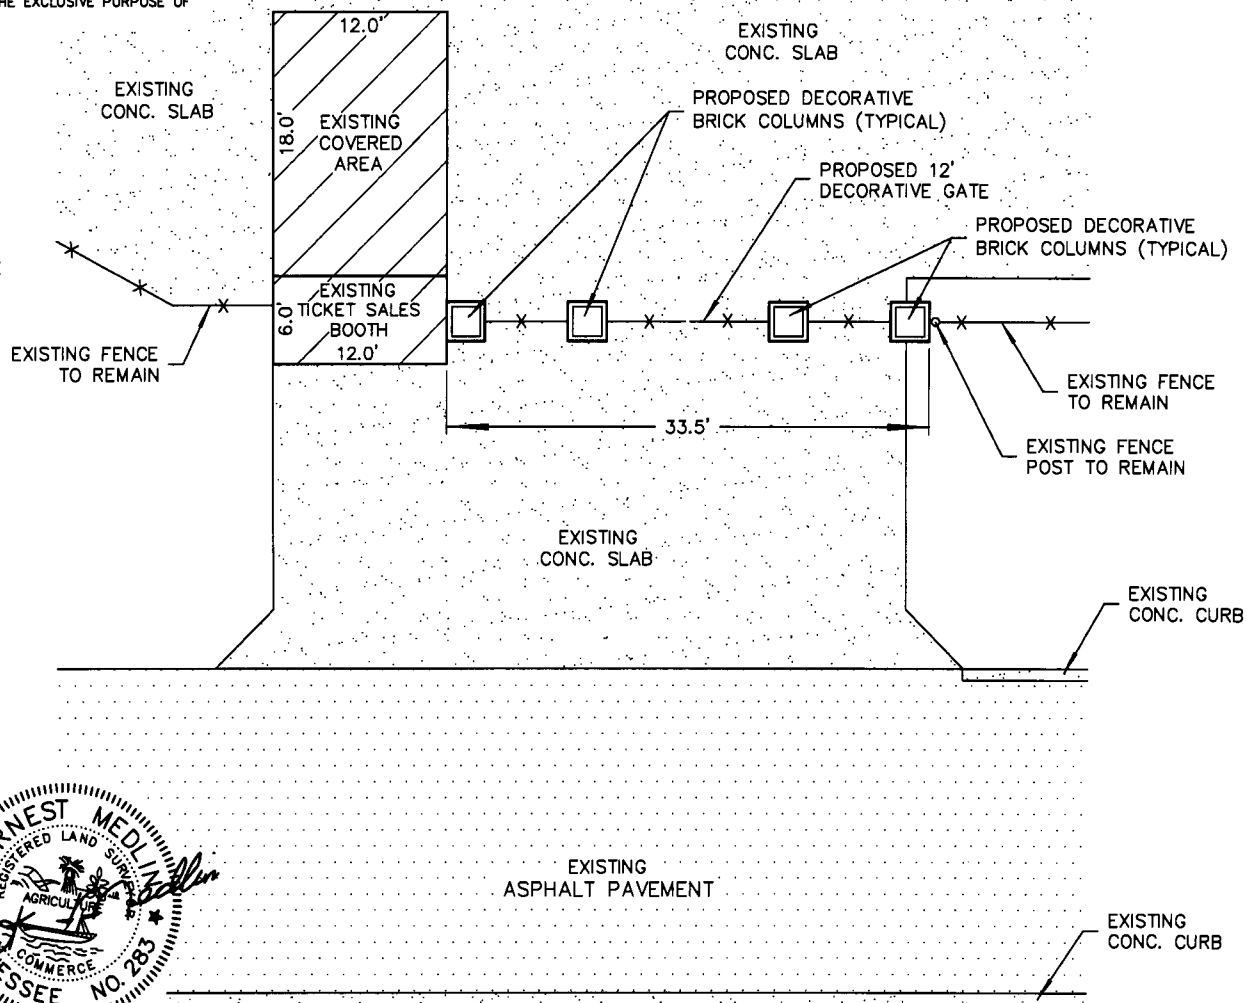 HE EXCLUSIVE PURPOSE OF
12.0'
EXISTING
CONC. SLAB
EXISTING
CONC. SLAB
18.0'
EXISTING
COVERED
AREA
PROPOSED DECORATIVE
BRICK COLUMNS (TYPICAL)
PROPOSED 12'
DECORATIVE GATE
PROPOSED DECORATIVE
BRICK COLUMNS (TYPICAL)
6.0'
EXISTING
TICKET SALES
BOOTH
12.0'
EXISTING FENCE
TO REMAIN
EXISTING FENCE
TO REMAIN
33.5'
EXISTING FENCE
POST TO REMAIN
EXISTING
CONC. SLAB
EXISTING
CONC. CURB
EXISTING
ASPHALT PAVEMENT
EXISTING
CONC. CURB
RNEST MEDLIN
REGISTERED LAND SURVEYOR
AGRICULTURE
COMMERCE
ESSEE NO. 283